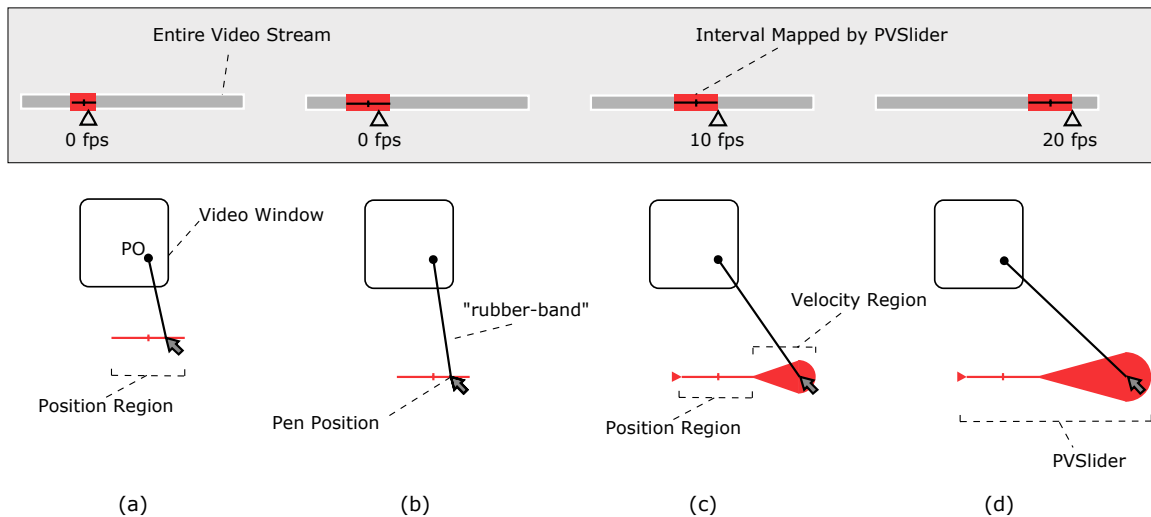 Entire Video Stream
Interval Mapped by PVSlider
0 fps
0 fps
10 fps
20 fps
PO
Video Window
"rubber-band"
Velocity Region
Position Region
Pen Position
Position Region
PVSlider
(a)
(b)
(c)
(d)